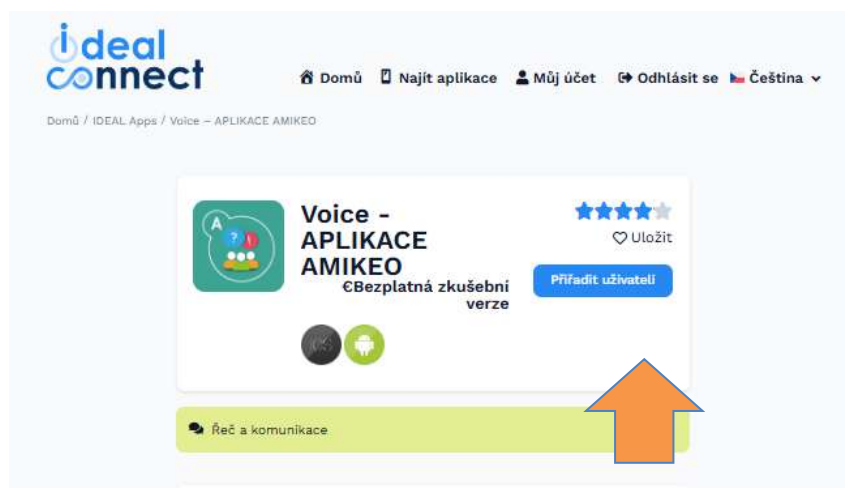 ideal
connect
Domů Najít aplikace Můj účet Odhlásit se Čeština
Domů / IDEAL Apps / Voice – APLIKACE AMIKEO
Voice -
APLIKACE
AMIKEO
€Bezplatná zkušební
verze
Uložit
Přiřadit uživateli
A
?
!
iOS
Řeč a komunikace